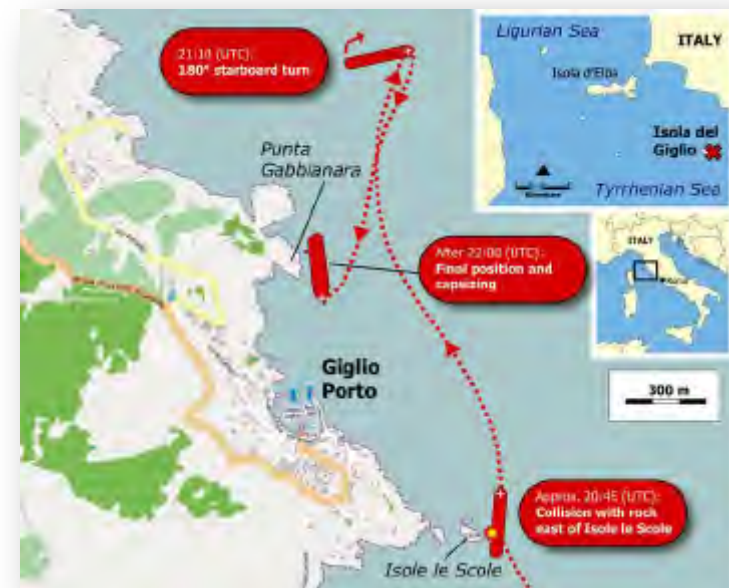 21:10 (UTC):
180° starboard turn
Ligurian Sea
ITALY
Isola d'Elba
Isola del
Giglio
Tyrrhenian Sea
Punta
Gabbianara
After 22:00 (UTC):
Final position and
capsizing
ITALY
Giglio
Porto
300 m
Approx. 20:45 (UTC):
Collision with rock
east of Isole le Scole
Isole le Scole